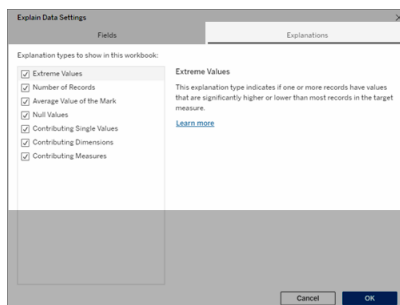 Explain Data Settings
Fields
Explanations
Explanation types to show in this workbook:
Extreme Values
Number of Records
Average Value of the Mark
Null Values
Contributing Single Values
Contributing Dimensions
Contributing Measures
Extreme Values
This explanation type indicates if one or more records have values
that are significantly higher or lower than most records in the target
measure.
Learn more
Cancel
OK